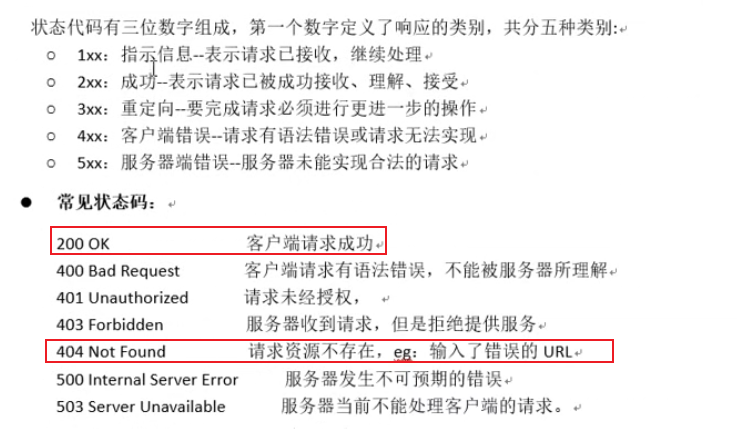 状态代码有三位数字组成，第一个数字定义了响应的类别，共分五种类别:
1xx：指示信息--表示请求已接收，继续处理
2xx：成功--表示请求已被成功接收、理解、接受
3xx：重定向--要完成请求必须进行更进一步的操作
4xx：客户端错误--请求有语法错误或请求无法实现
5xx：服务器端错误--服务器未能实现合法的请求
常见状态码：
200 OK 客户端请求成功
400 Bad Request 客户端请求有语法错误，不能被服务器所理解
401 Unauthorized 请求未经授权，
403 Forbidden 服务器收到请求，但是拒绝提供服务
404 Not Found 请求资源不存在，eg：输入了错误的 URL
500 Internal Server Error 服务器发生不可预期的错误
503 Server Unavailable 服务器当前不能处理客户端的请求。